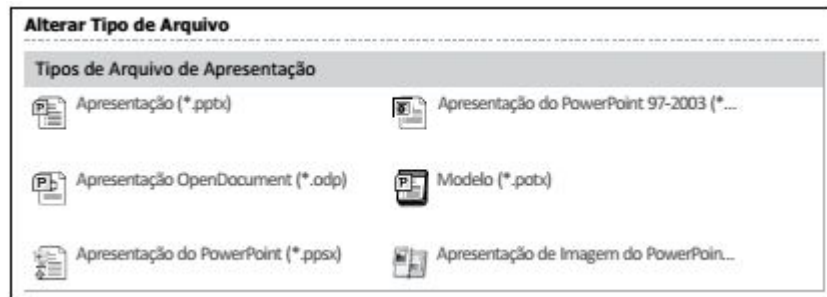 Alterar Tipo de Arquivo
Tipos de Arquivo de Apresentação
Apresentação (*.pptx)
Apresentação do PowerPoint 97-2003 (*...
Apresentação OpenDocument (*.odp)
Modelo (*.potx)
Apresentação do PowerPoint (*.ppsx)
Apresentação de Imagem do PowerPoin...